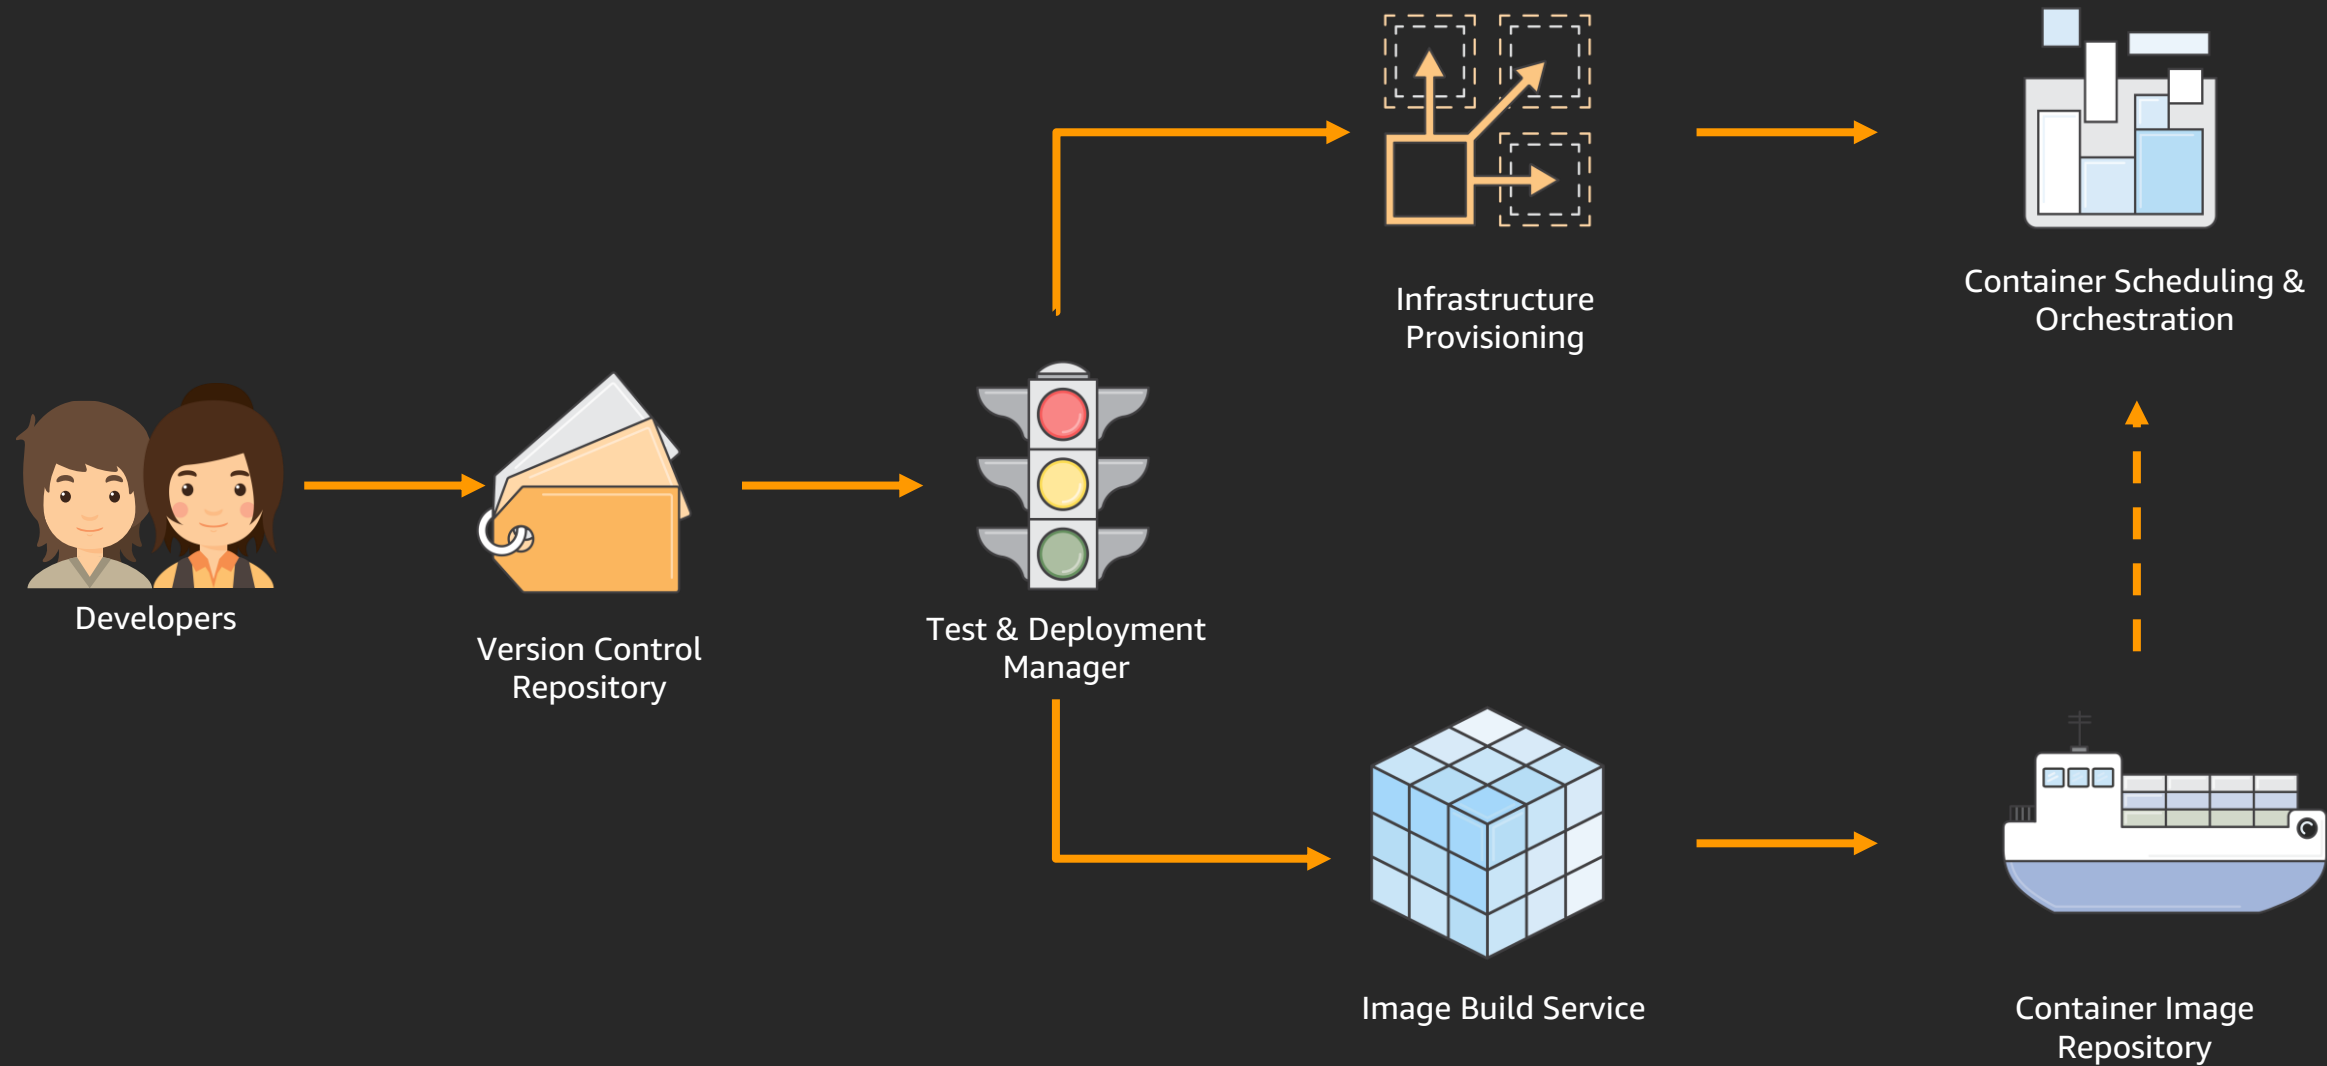 Infrastructure
Provisioning
Container Scheduling &
Orchestration
Developers
Version Control
Repository
Test & Deployment
Manager
Image Build Service
Container Image
Repository